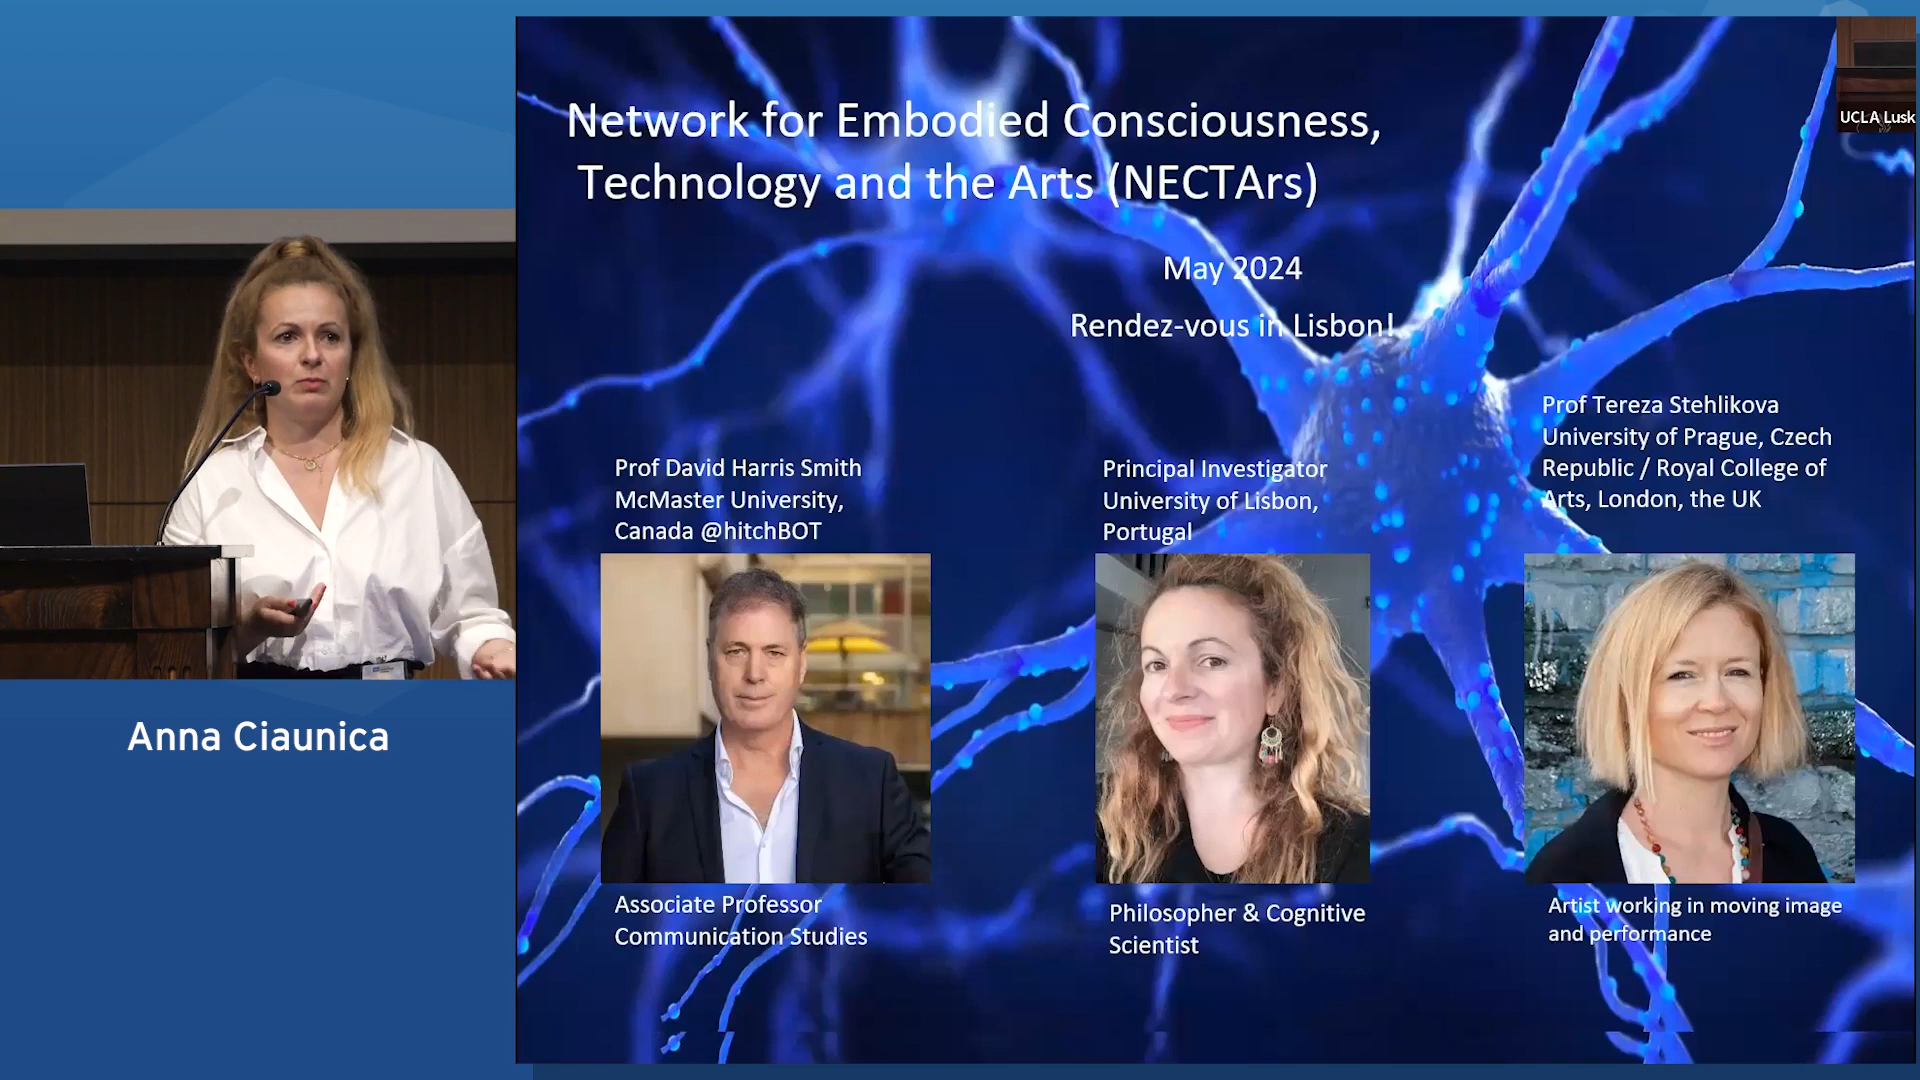 Network for Embodied Consciousness,
Technology and the Arts (NECTArs)
May 2024
Rendez-vous in Lisbon!
UCLA Lusk
Prof David Harris Smith
McMaster University,
Canada @hitchBOT
Principal Investigator
University of Lisbon,
Portugal
Prof Tereza Stehlikova
University of Prague, Czech
Republic / Royal College of
Arts, London, the UK
Associate Professor
Communication Studies
Philosopher & Cognitive
Scientist
Artist working in moving image
and performance
Anna Ciaunica